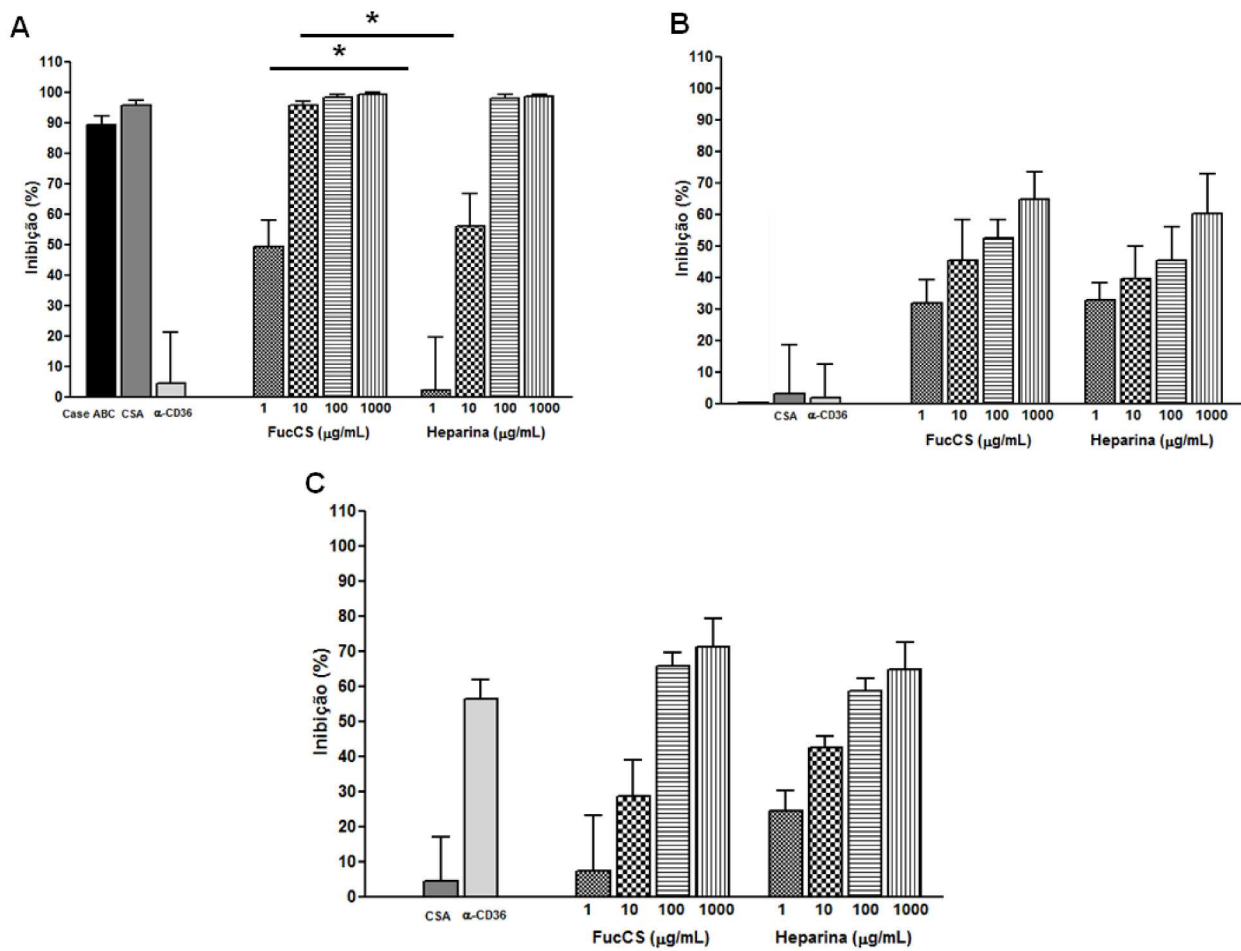 A
*
*
110
100
90
80
70
60
50
40
30
20
10
0
Inibição (%)
Case ABC CSA α-CD36
1 10 100 1000 1 10 100 1000
FucCS (µg/mL) Heparina (µg/mL)
B
110
100
90
80
70
60
50
40
30
20
10
0
Inibição (%)
CSA α-CD36
1 10 100 1000 1 10 100 1000
FucCS (µg/mL) Heparina (µg/mL)
C
110
100
90
80
70
60
50
40
30
20
10
0
Inibição (%)
CSA α-CD36
1 10 100 1000 1 10 100 1000
FucCS (µg/mL) Heparina (µg/mL)